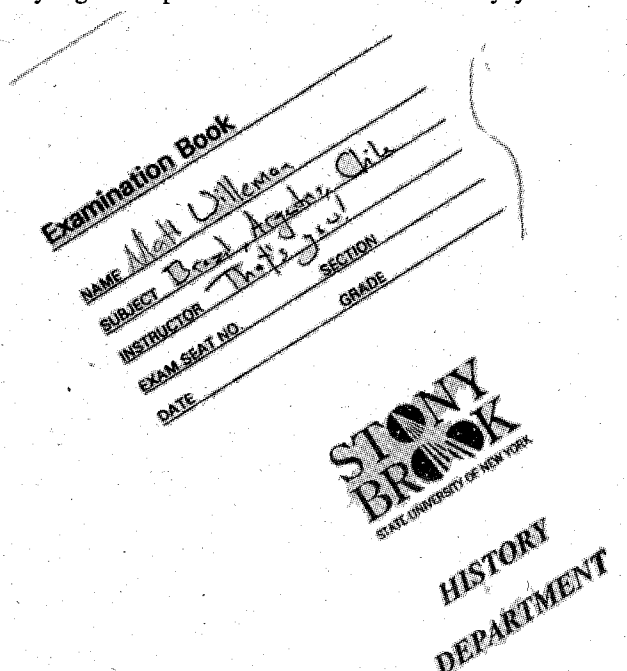 Examination Book
NAME Matt Willemon
SUBJECT Brazil, Argentina, Chile
INSTRUCTOR That's you!
EXAM SEAT NO. SECTION
DATE GRADE
STONY
BROOK
STATE UNIVERSITY OF NEW YORK
HISTORY
DEPARTMENT